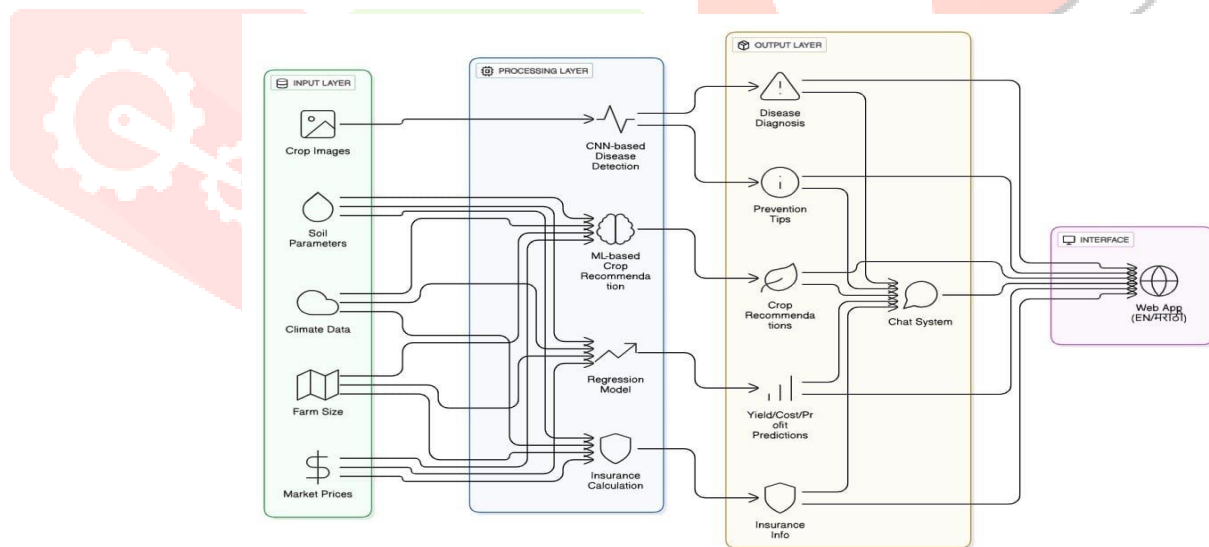 INPUT LAYER
Crop Images
Soil
Parameters
Climate Data
Farm Size
Market Prices
PROCESSING LAYER
CNN-based
Disease
Detection
ML-based
Crop
Recommenda
tion
Regression
Model
Insurance
Calculation
OUTPUT LAYER
Disease
Diagnosis
Prevention
Tips
Crop
Recommenda
tions
Yield/Cost/Pr
ofit
Predictions
Insurance
Info
Chat System
INTERFACE
Web App
(EN/